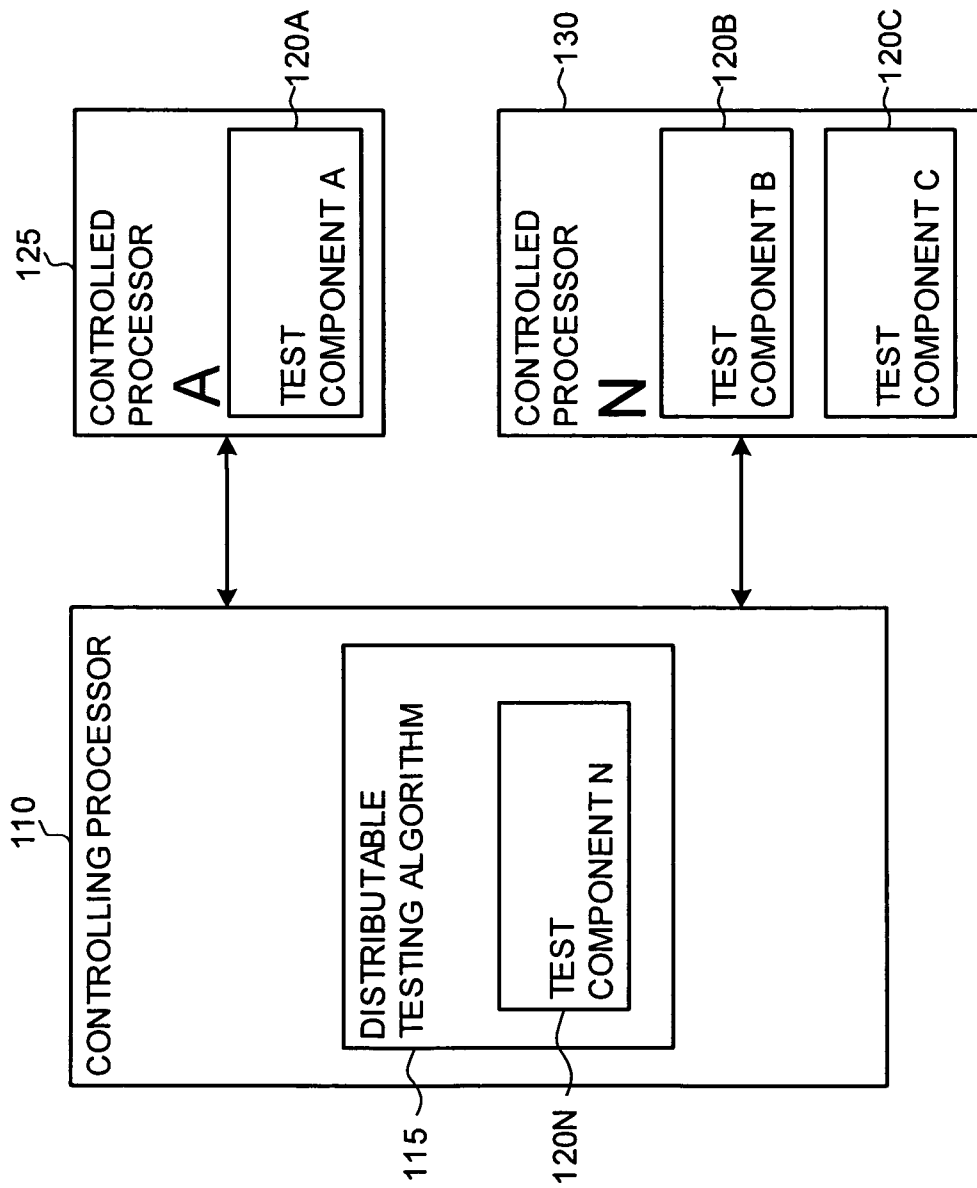 110
CONTROLLING PROCESSOR
DISTRIBUTABLE
TESTING ALGORITHM
TEST
COMPONENT N
115
120N
125
CONTROLLED
PROCESSOR
A
TEST
COMPONENT A
120A
130
CONTROLLED
PROCESSOR
N
TEST
COMPONENT B
120B
TEST
COMPONENT C
120C